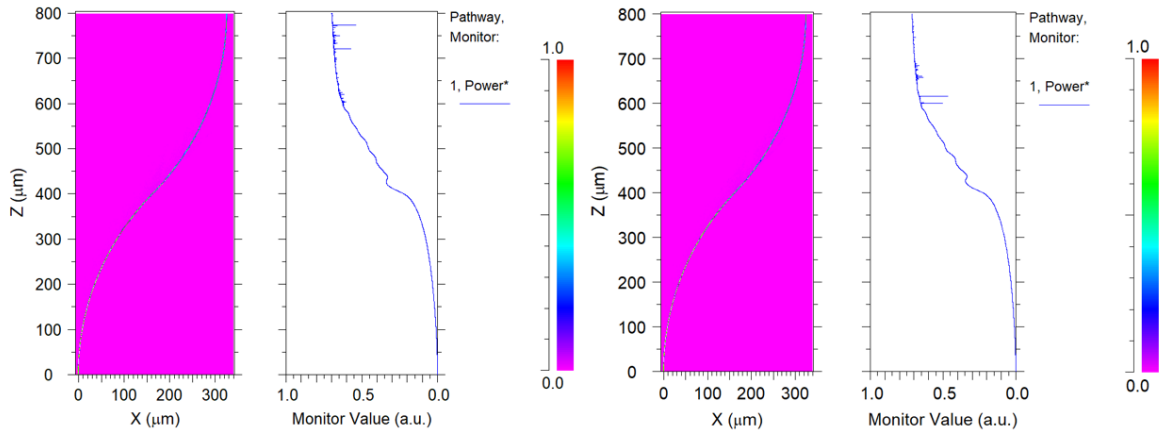 800
700
600
500
400
300
200
100
0
Z (μm)
0 100 200 300
X (μm)
1.0 0.5 0.0
Monitor Value (a.u.)
Pathway,
Monitor:
1, Power*
1.0
0.0
800
700
600
500
400
300
200
100
0
Z (μm)
0 100 200 300
X (μm)
1.0 0.5 0.0
Monitor Value (a.u.)
Pathway,
Monitor:
1, Power*
1.0
0.0